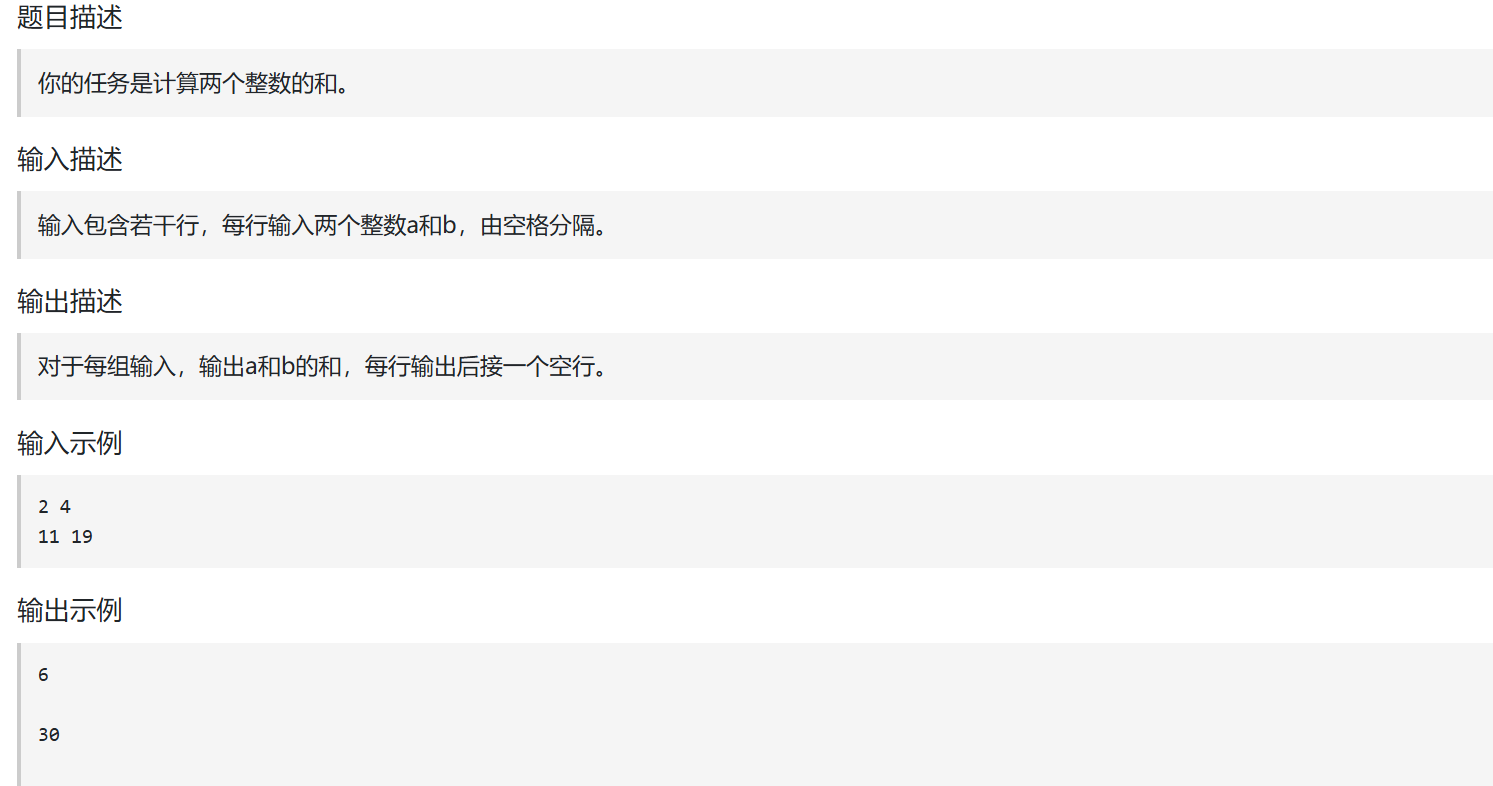 题目描述
你的任务是计算两个整数的和。
输入描述
输入包含若干行，每行输入两个整数a和b，由空格分隔。
输出描述
对于每组输入，输出a和b的和，每行输出后接一个空行。
输入示例
2 4
11 19
输出示例
6
30